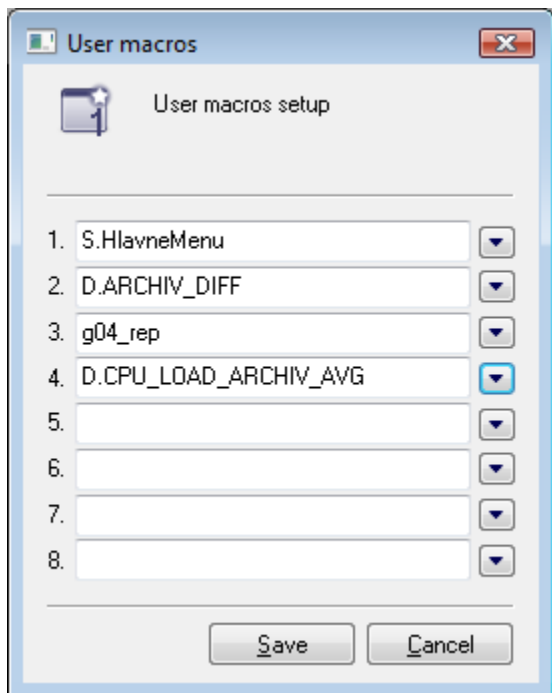 User macros
User macros setup
1. S.HlavneMenu
2. D.ARCHIV_DIFF
3. g04_rep
4. D.CPU_LOAD_ARCHIV_AVG
5.
6.
7.
8.
Save Cancel